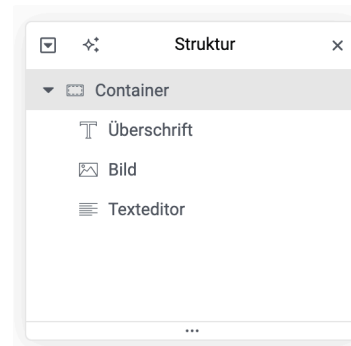 Struktur
Container
Überschrift
Bild
Texteditor